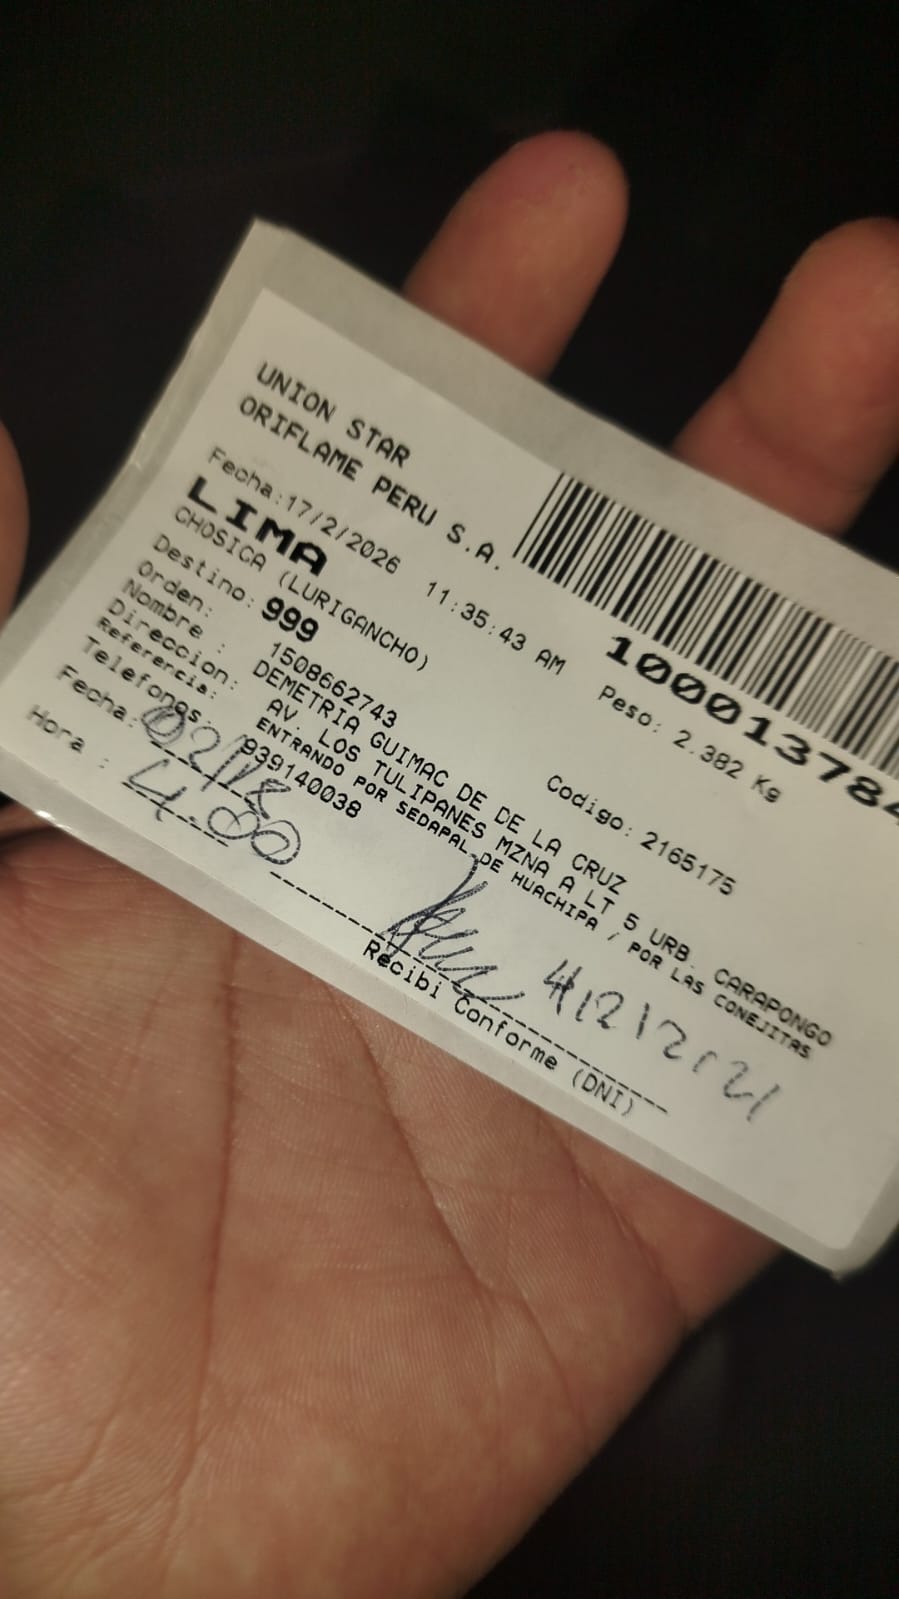 UNION STAR
ORIFLAME PERU S.A.
Fecha:17/2/2026 11:35:43 AM
LIMA
CHOSICA (LURIGANCHO)
100013784
Peso: 2.382 Kg
Destino: 999
Codigo: 2165175
Orden: 1508662743
Nombre : DEMETRIA GUIMAC DE DE LA CRUZ
Direccion: AV. LOS TULIPANES MZNA A LT 5 URB. CARAPONGO
Referencia: ENTRANDO POR SEDAPAL DE HUACHIPA / POR LAS CONEJITAS
Telefonos: 939140038
Fecha:
Hora : 4.00
Recibi Conforme (DNI)